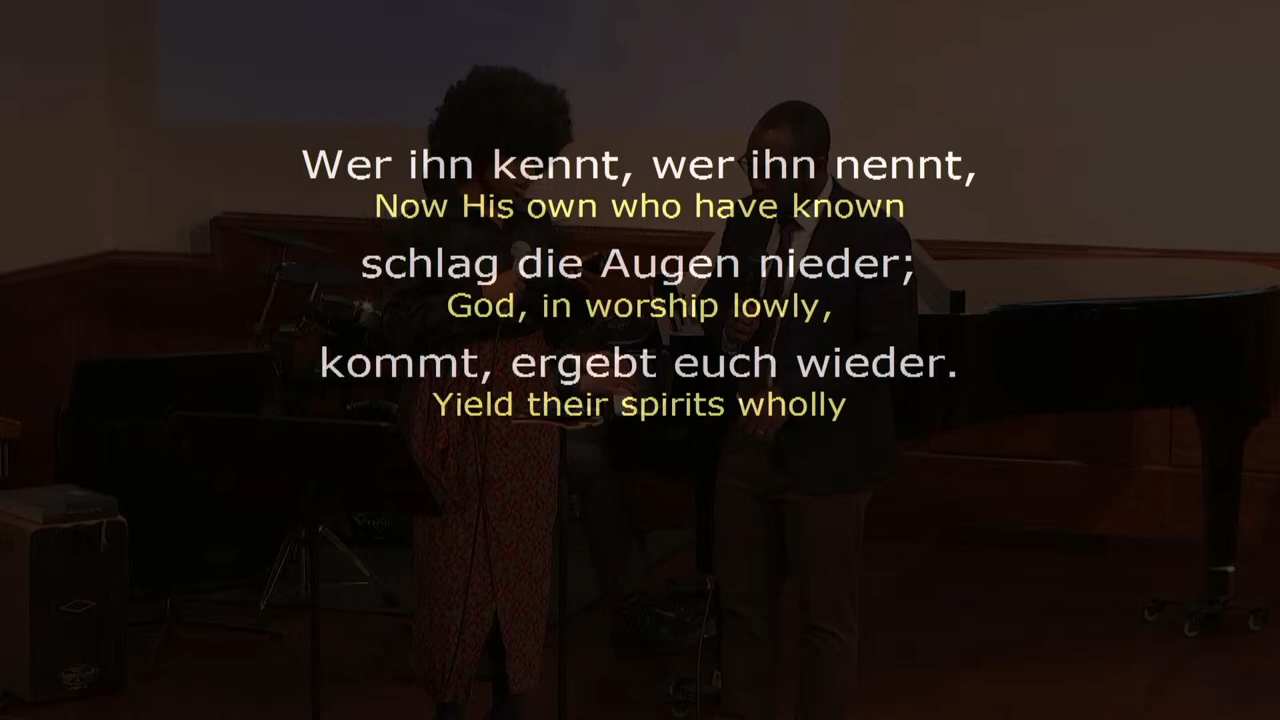 Wer ihn kennt, wer ihn nennt,
Now His own who have known
schlag die Augen nieder;
God, in worship lowly,
kommt, ergebt euch wieder.
Yield their spirits wholly